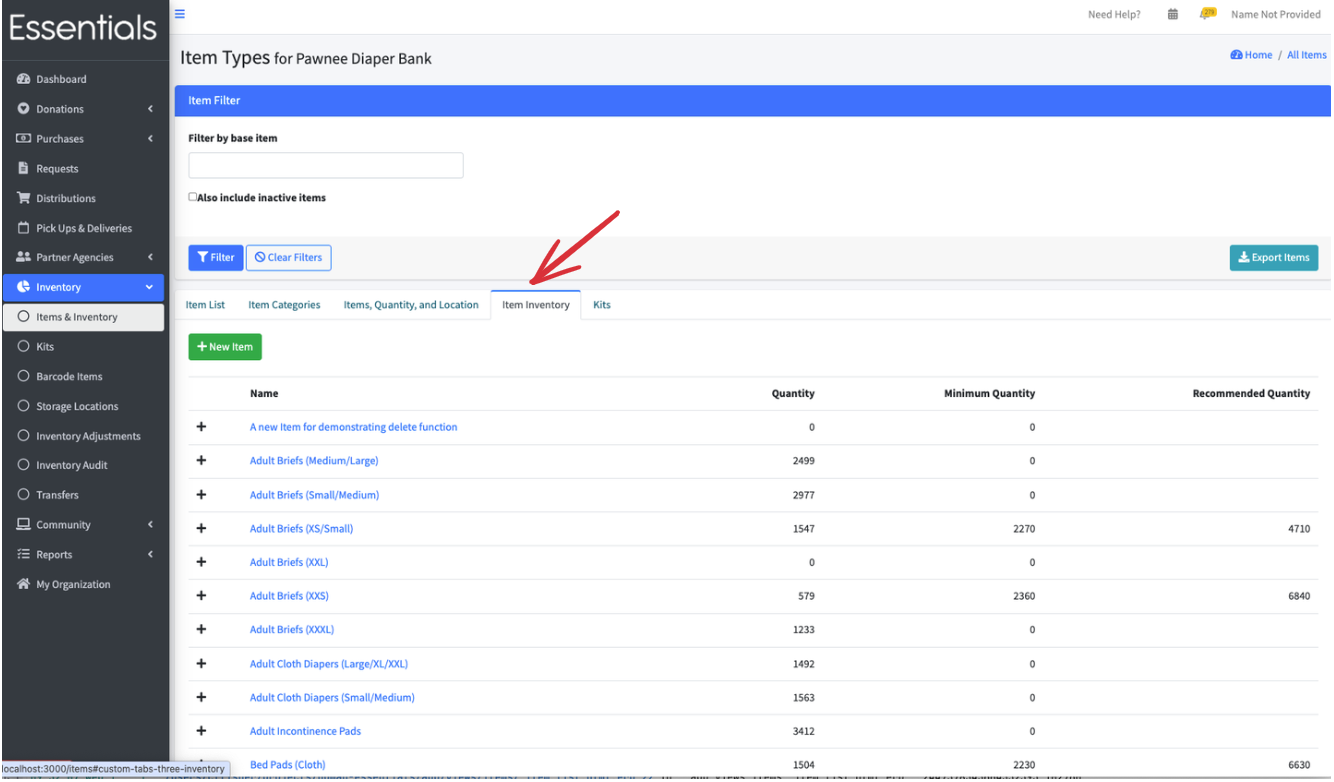 Essentials
Need Help?
279
Name Not Provided
Item Types for Pawnee Diaper Bank
Home / All Items
Dashboard
Donations
Purchases
Requests
Distributions
Pick Ups & Deliveries
Partner Agencies
Inventory
Items & Inventory
Kits
Barcode Items
Storage Locations
Inventory Adjustments
Inventory Audit
Transfers
Community
Reports
My Organization
Item Filter
Filter by base item
Also include inactive items
Filter
Clear Filters
Export Items
Item List
Item Categories
Items, Quantity, and Location
Item Inventory
Kits
+ New Item
Name Quantity Minimum Quantity Recommended Quantity
+ A new Item for demonstrating delete function 0 0
+ Adult Briefs (Medium/Large) 2499 0
+ Adult Briefs (Small/Medium) 2977 0
+ Adult Briefs (XS/Small) 1547 2270 4710
+ Adult Briefs (XXL) 0 0
+ Adult Briefs (XXS) 579 2360 6840
+ Adult Briefs (XXXL) 1233 0
+ Adult Cloth Diapers (Large/XL/XXL) 1492 0
+ Adult Cloth Diapers (Small/Medium) 1563 0
+ Adult Incontinence Pads 3412 0
+ Bed Pads (Cloth) 1504 2230 6630
localhost:3000/items#custom-tabs-three-inventory